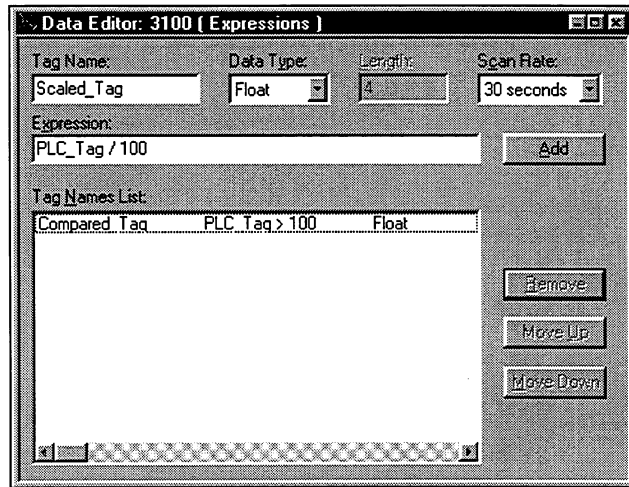 Data Editor: 3100 ( Expressions )
Tag Name: Data Type: Length: Scan Rate:
Scaled_Tag Float 4 30 seconds
Expression:
PLC_Tag / 100 Add
Tag Names List:
Compared_Tag PLC_Tag > 100 Float
Remove
Move Up
Move Down